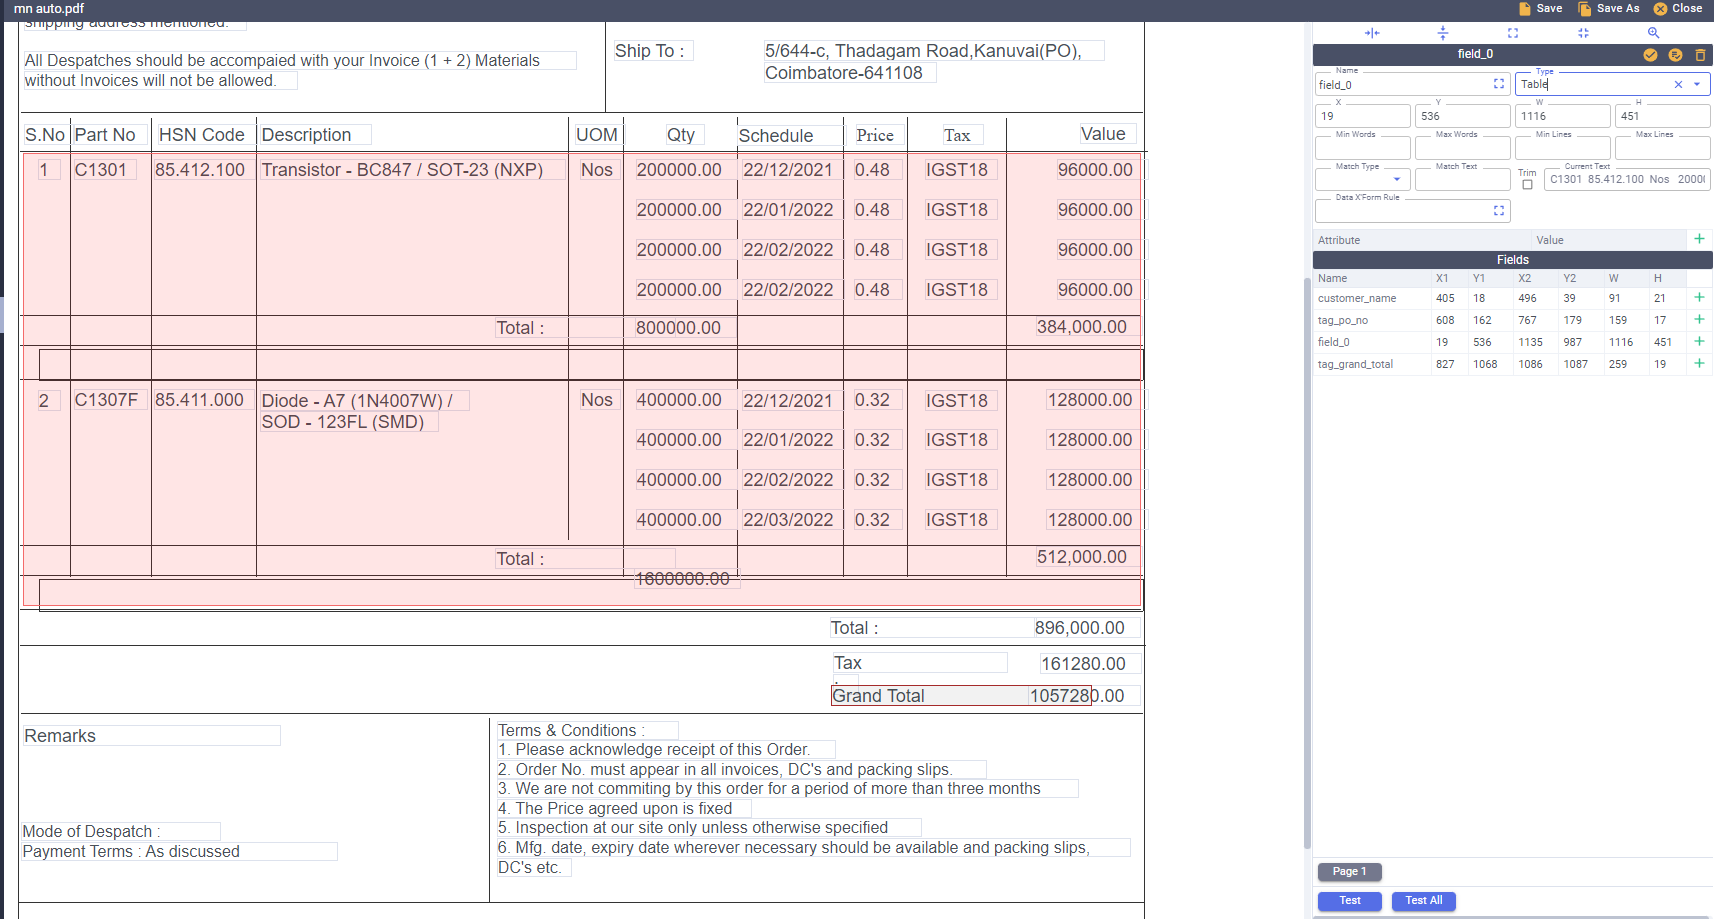 mn auto.pdf
Save Save As Close
shipping address mentioned.
All Despatches should be accompaied with your Invoice (1 + 2) Materials
without Invoices will not be allowed.
Ship To :
5/644-c, Thadagam Road,Kanuvai(PO),
Coimbatore-641108
S.No Part No HSN Code Description UOM Qty Schedule Price Tax Value
1 C1301 85.412.100 Transistor - BC847 / SOT-23 (NXP) Nos 200000.00 22/12/2021 0.48 IGST18 96000.00
200000.00 22/01/2022 0.48 IGST18 96000.00
200000.00 22/02/2022 0.48 IGST18 96000.00
200000.00 22/02/2022 0.48 IGST18 96000.00
Total : 800000.00 384,000.00
2 C1307F 85.411.000 Diode - A7 (1N4007W) / Nos 400000.00 22/12/2021 0.32 IGST18 128000.00
SOD - 123FL (SMD)
400000.00 22/01/2022 0.32 IGST18 128000.00
400000.00 22/02/2022 0.32 IGST18 128000.00
400000.00 22/03/2022 0.32 IGST18 128000.00
Total : 512,000.00
1600000.00
Total : 896,000.00
Tax 161280.00
:
Grand Total 1057280.00
Remarks
Mode of Despatch :
Payment Terms : As discussed
Terms & Conditions :
1. Please acknowledge receipt of this Order.
2. Order No. must appear in all invoices, DC's and packing slips.
3. We are not commiting by this order for a period of more than three months
4. The Price agreed upon is fixed
5. Inspection at our site only unless otherwise specified
6. Mfg. date, expiry date wherever necessary should be available and packing slips,
DC's etc.
field_0
Name Type
field_0 Table
X Y W H
19 536 1116 451
Min Words Max Words Min Lines Max Lines
Match Type Match Text Trim Current Text
C1301 85.412.100 Nos 2000
Data X'Form Rule
Attribute Value
Fields
Name X1 Y1 X2 Y2 W H
customer_name 405 18 496 39 91 21
tag_po_no 608 162 767 179 159 17
field_0 19 536 1135 987 1116 451
tag_grand_total 827 1068 1086 1087 259 19
Page 1
Test Test All